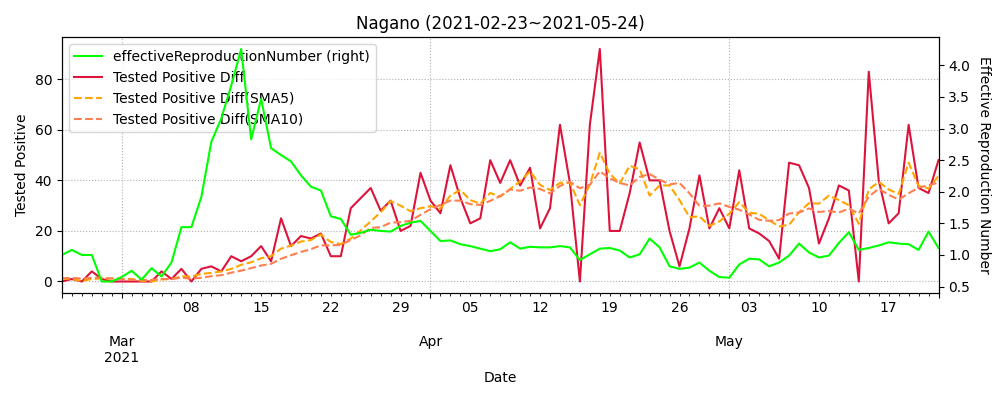 Nagano (2021-02-23~2021-05-24)
effectiveReproductionNumber (right)
Tested Positive Diff
Tested Positive Diff(SMA5)
Tested Positive Diff(SMA10)
Tested Positive
80
60
40
20
0
4.0
3.5
3.0
2.5
2.0
1.5
1.0
0.5
Effective Reproduction Number
08 15 22 29 05 12 19 26 03 10 17
Mar Apr May
2021
Date